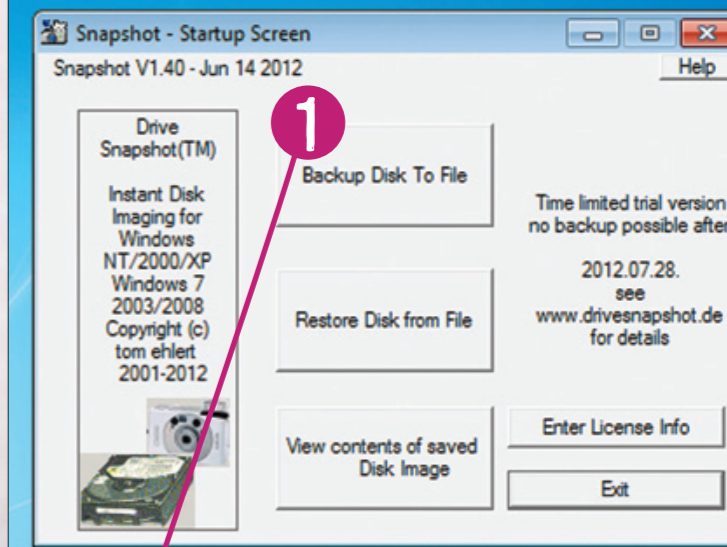 Snapshot - Startup Screen
Snapshot V1.40 - Jun 14 2012
Help
1
Drive
Snapshot(TM)
Instant Disk
Imaging for
Windows
NT/2000/XP
Windows 7
2003/2008
Copyright (c)
tom ehlert
2001-2012
Backup Disk To File
Restore Disk from File
View contents of saved
Disk Image
Time limited trial version
no backup possible after
2012.07.28.
see
www.drivesnapshot.de
for details
Enter License Info
Exit